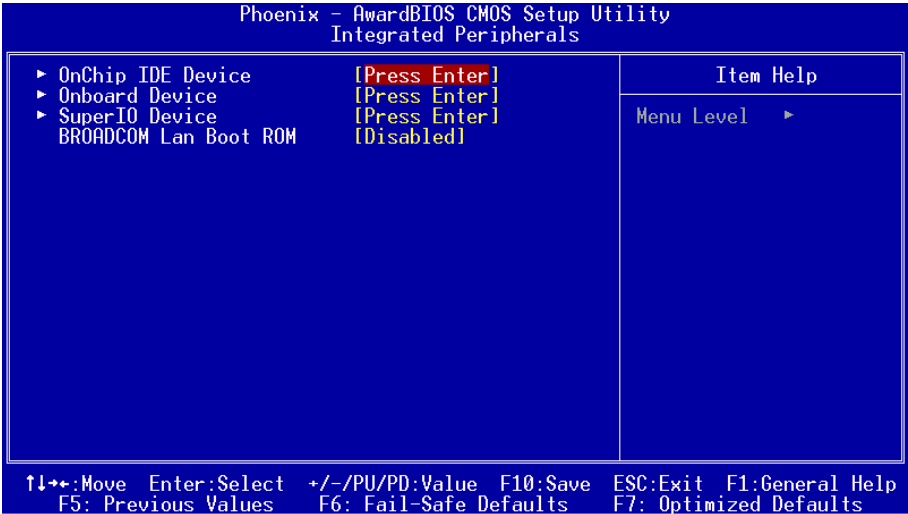 Phoenix - AwardBIOS CMOS Setup Utility
Integrated Peripherals
► OnChip IDE Device [Press Enter]
► Onboard Device [Press Enter]
► SuperIO Device [Press Enter]
BROADCOM Lan Boot ROM [Disabled]
Item Help
Menu Level ►
↑↓→←:Move Enter:Select +/-/PU/PD:Value F10:Save ESC:Exit F1:General Help
F5: Previous Values F6: Fail-Safe Defaults F7: Optimized Defaults